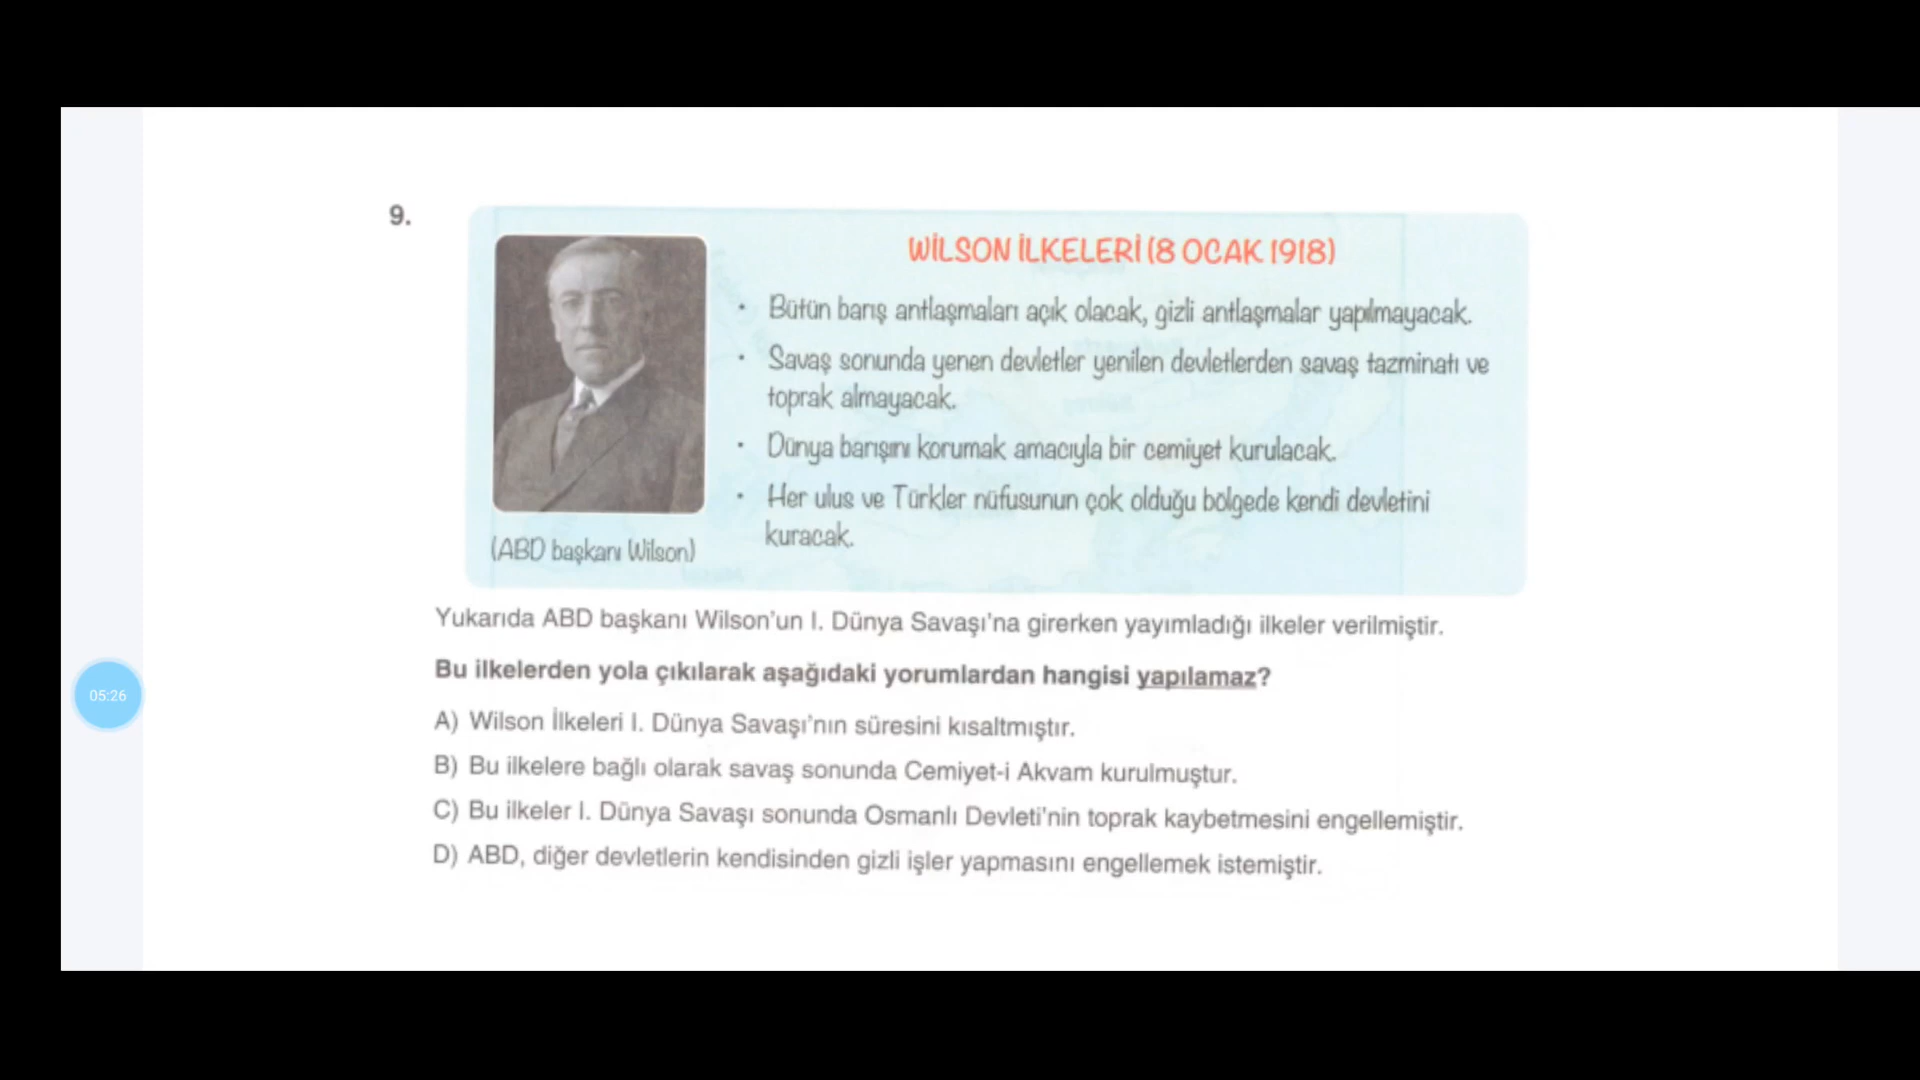 9.
WİLSON İLKELERİ (8 OCAK 1918)
• Bütün barış antlaşmaları açık olacak, gizli antlaşmalar yapılmayacak.
• Savaş sonunda yenen devletler yenilen devletlerden savaş tazminatı ve
toprak almayacak.
• Dünya barışını korumak amacıyla bir cemiyet kurulacak.
• Her ulus ve Türkler nüfusunun çok olduğu bölgede kendi devletini
kuracak.
(ABD başkanı Wilson)
Yukarıda ABD başkanı Wilson'un I. Dünya Savaşı'na girerken yayımladığı ilkeler verilmiştir.
Bu ilkelerden yola çıkılarak aşağıdaki yorumlardan hangisi yapılamaz?
A) Wilson İlkeleri I. Dünya Savaşı'nın süresini kısaltmıştır.
B) Bu ilkelere bağlı olarak savaş sonunda Cemiyet-i Akvam kurulmuştur.
C) Bu ilkeler I. Dünya Savaşı sonunda Osmanlı Devleti'nin toprak kaybetmesini engellemiştir.
D) ABD, diğer devletlerin kendisinden gizli işler yapmasını engellemek istemiştir.
05:26